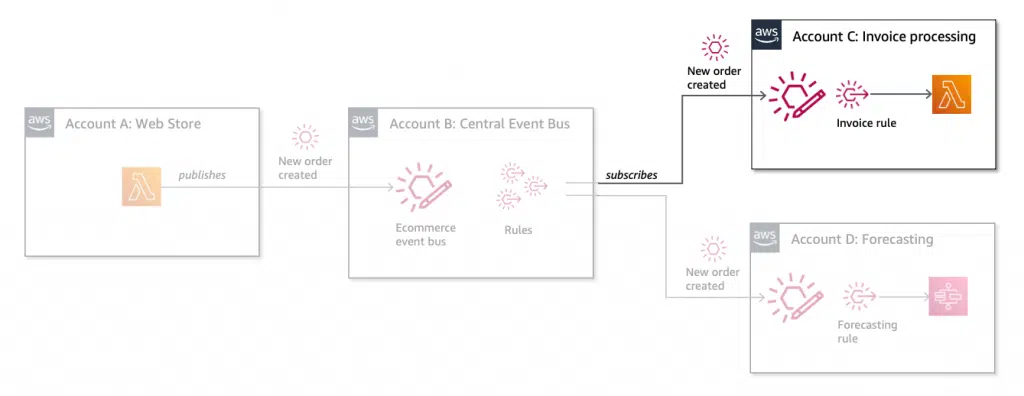 aws
Account A: Web Store
publishes
New order
created
aws
Account B: Central Event Bus
Ecommerce
event bus
Rules
subscribes
New order
created
aws
Account C: Invoice processing
Invoice rule
New order
created
aws
Account D: Forecasting
Forecasting
rule